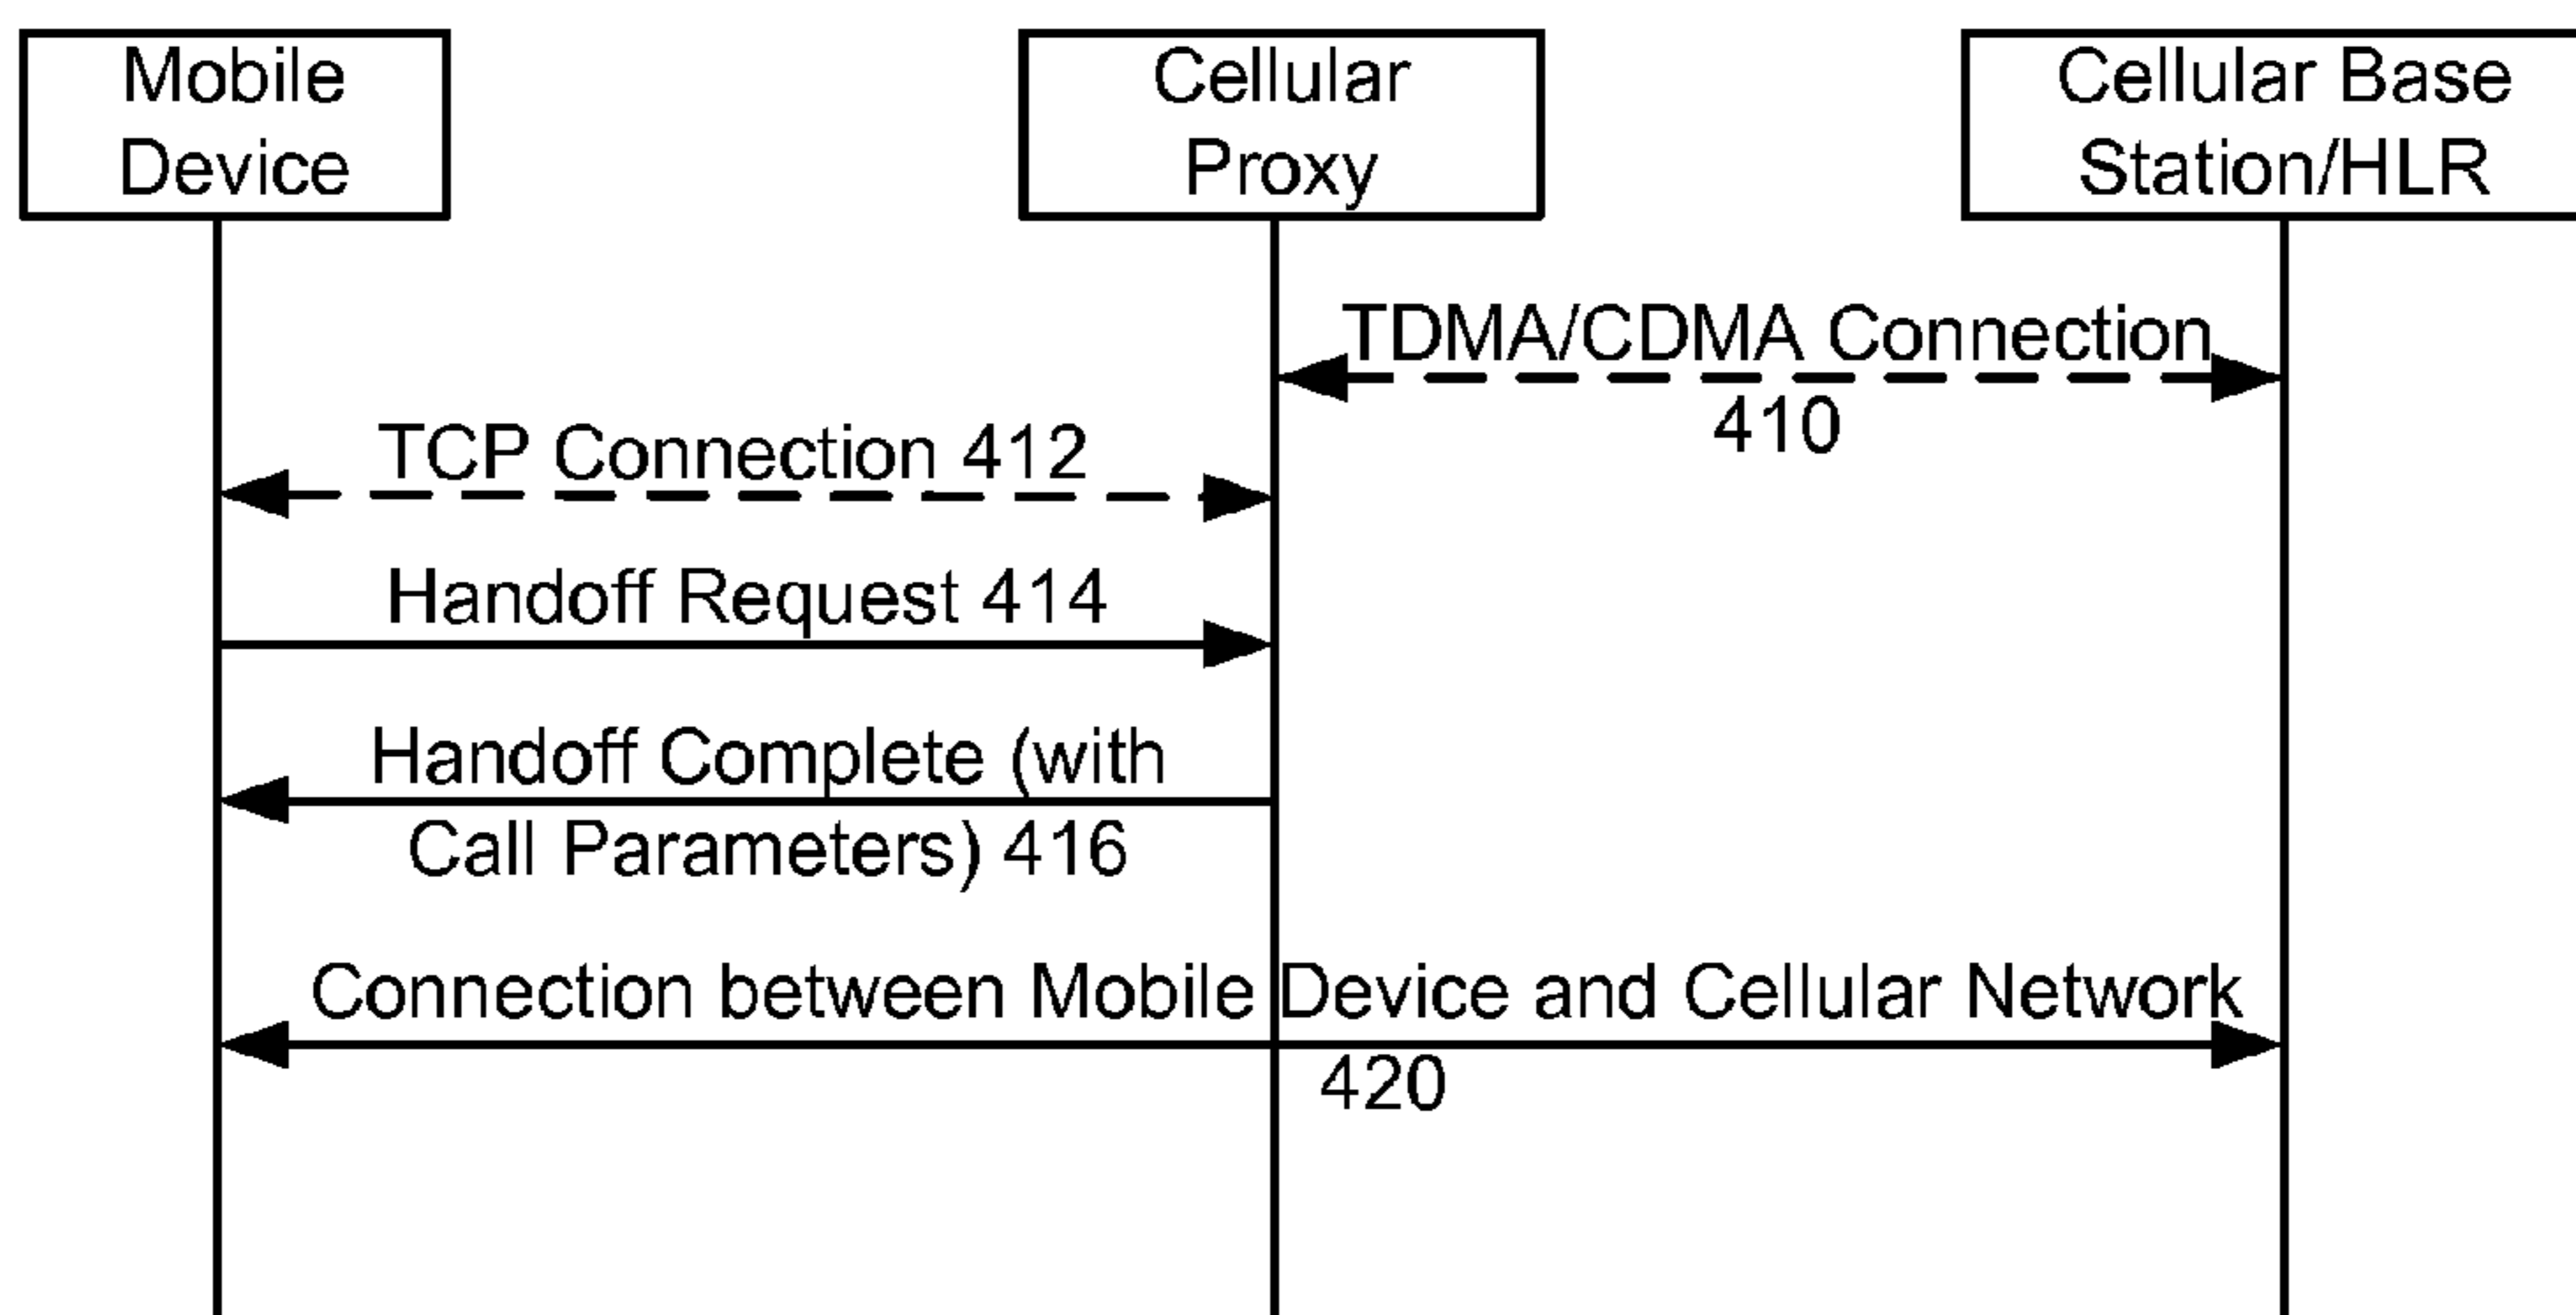 Mobile
Device
Cellular
Proxy
Cellular Base
Station/HLR
TDMA/CDMA Connection
410
TCP Connection 412
Handoff Request 414
Handoff Complete (with
Call Parameters) 416
Connection between Mobile Device and Cellular Network
420